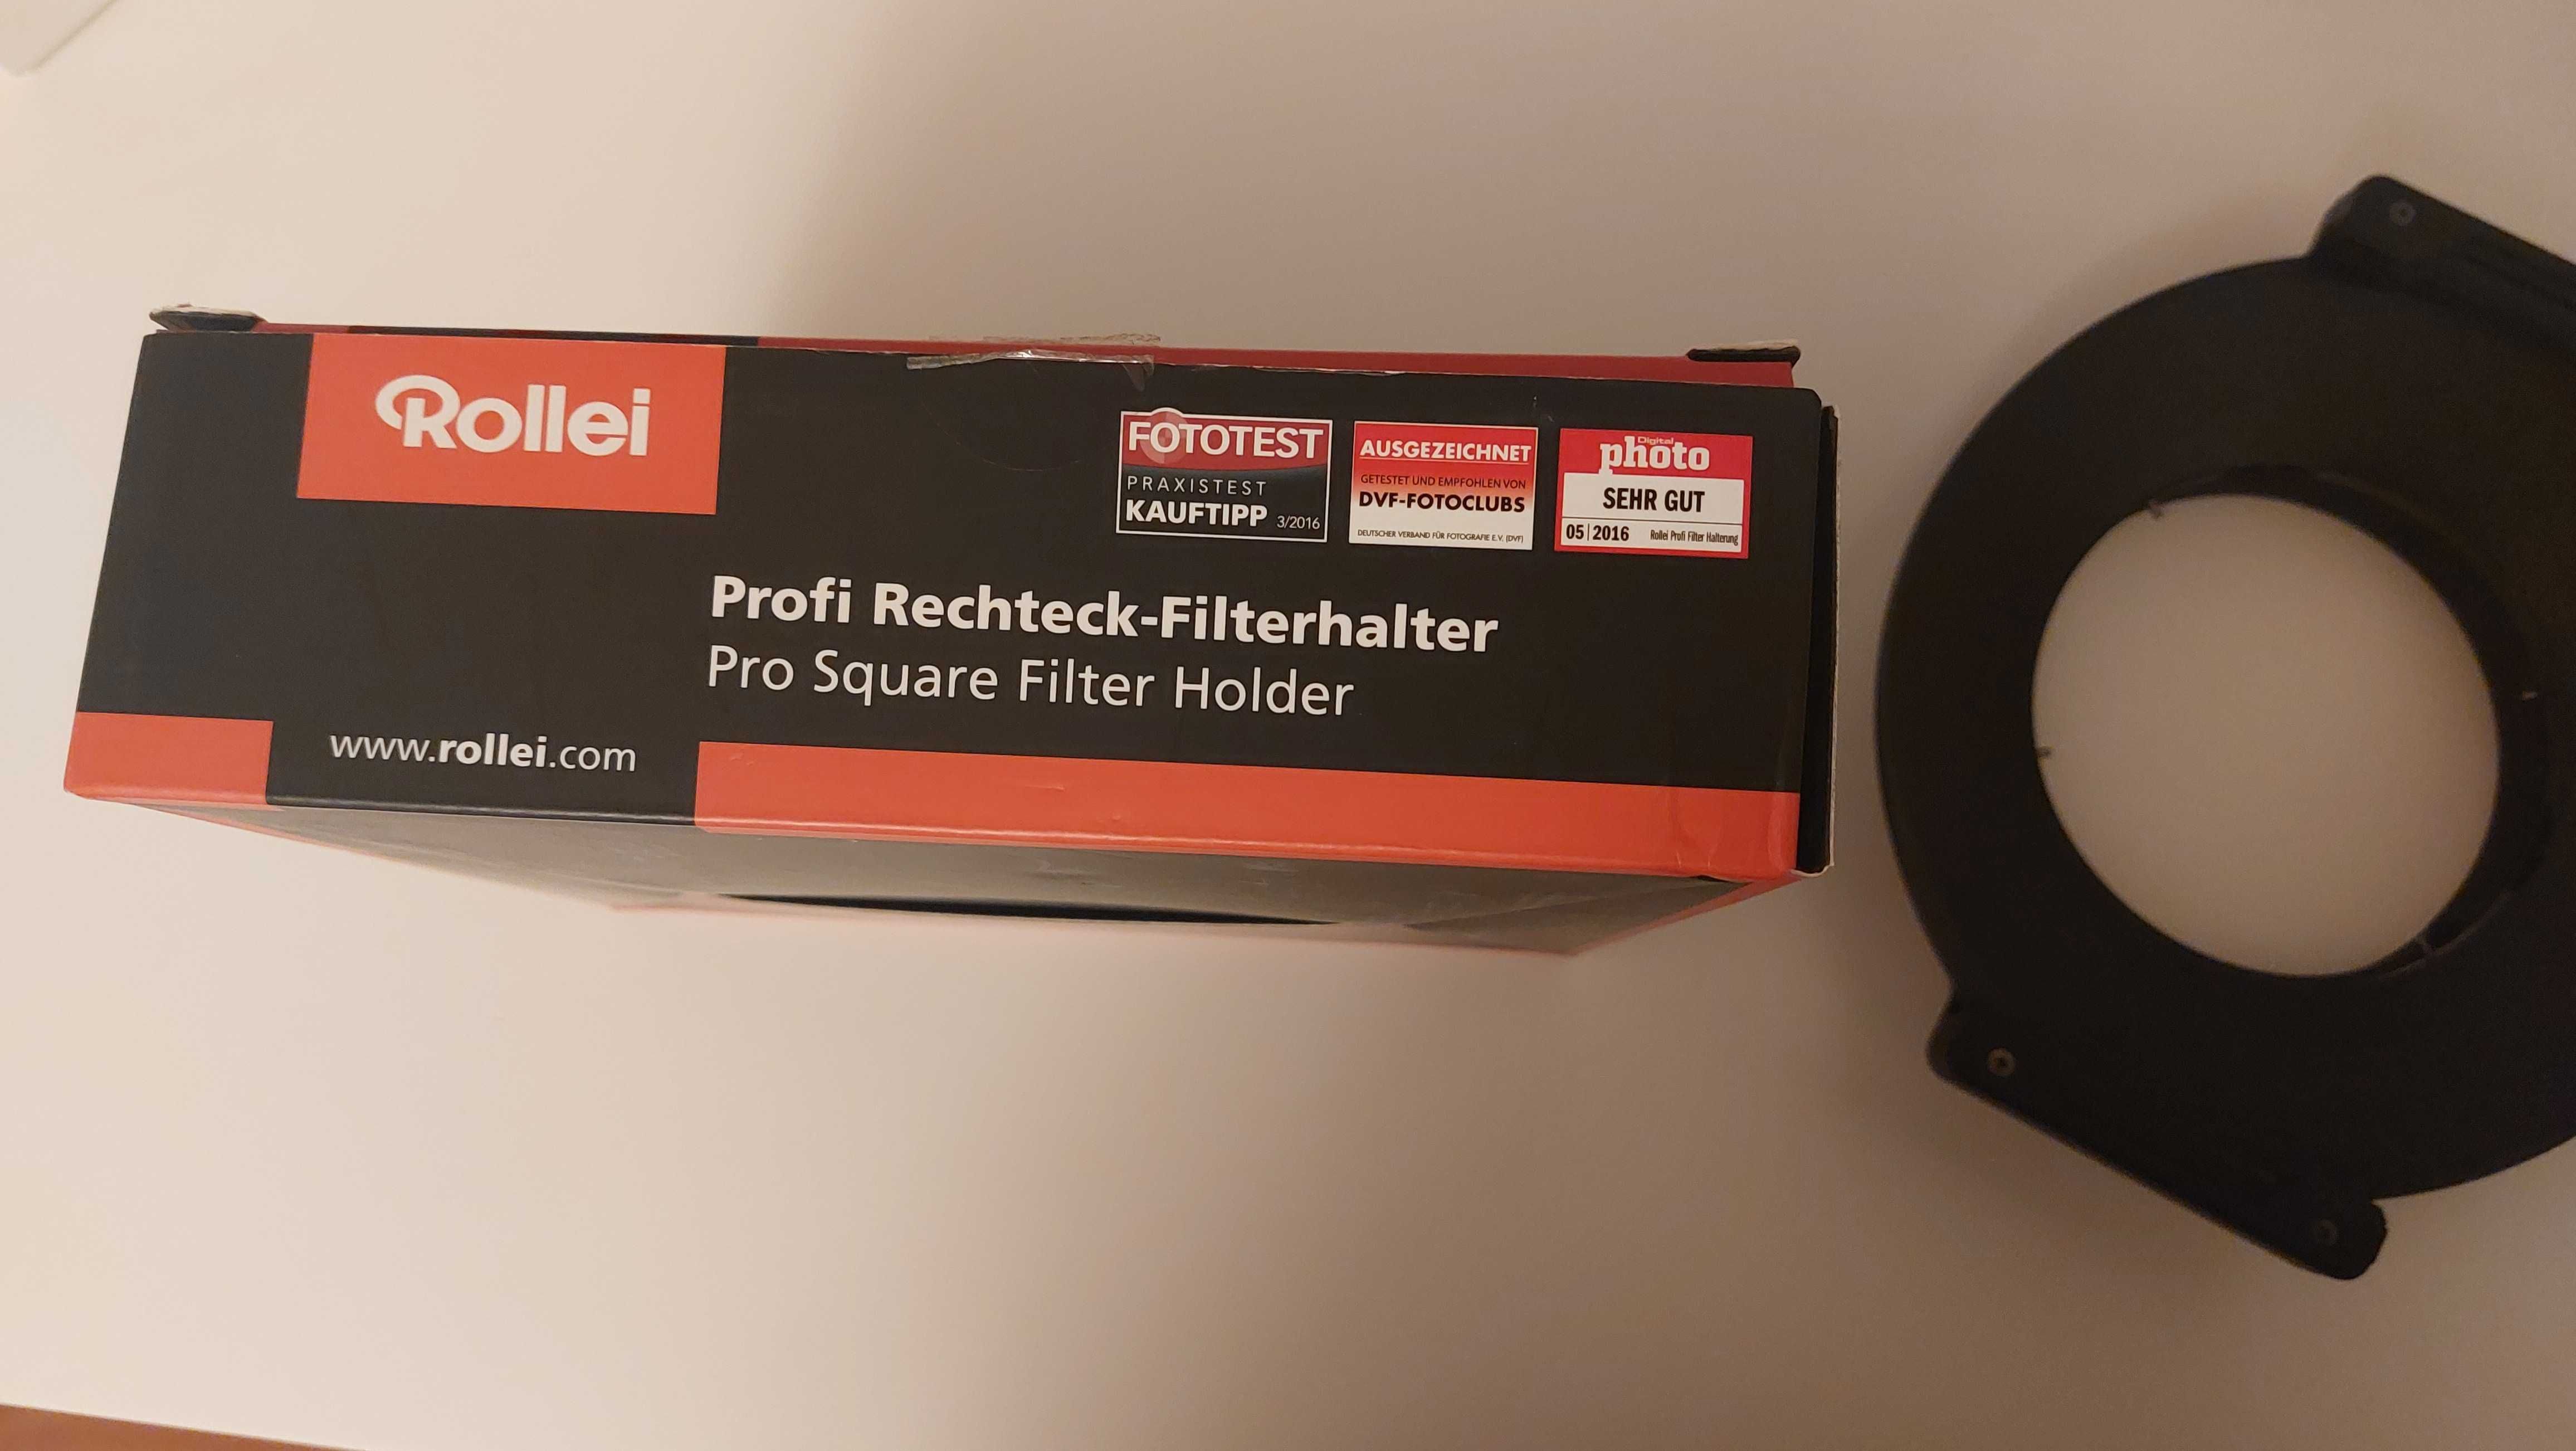 Rollei
FOTOTEST
PRAXISTEST
KAUFTIPP 3/2016
AUSGEZEICHNET
GETESTET UND EMPFOHLEN VON
DVF-FOTOCLUBS
DEUTSCHER VERBAND FÜR FOTOGRAFIE E.V. (DVF)
Digital
photo
SEHR GUT
05|2016 Rollei Profi Filter Halterung
Profi Rechteck-Filterhalter
Pro Square Filter Holder
www.rollei.com